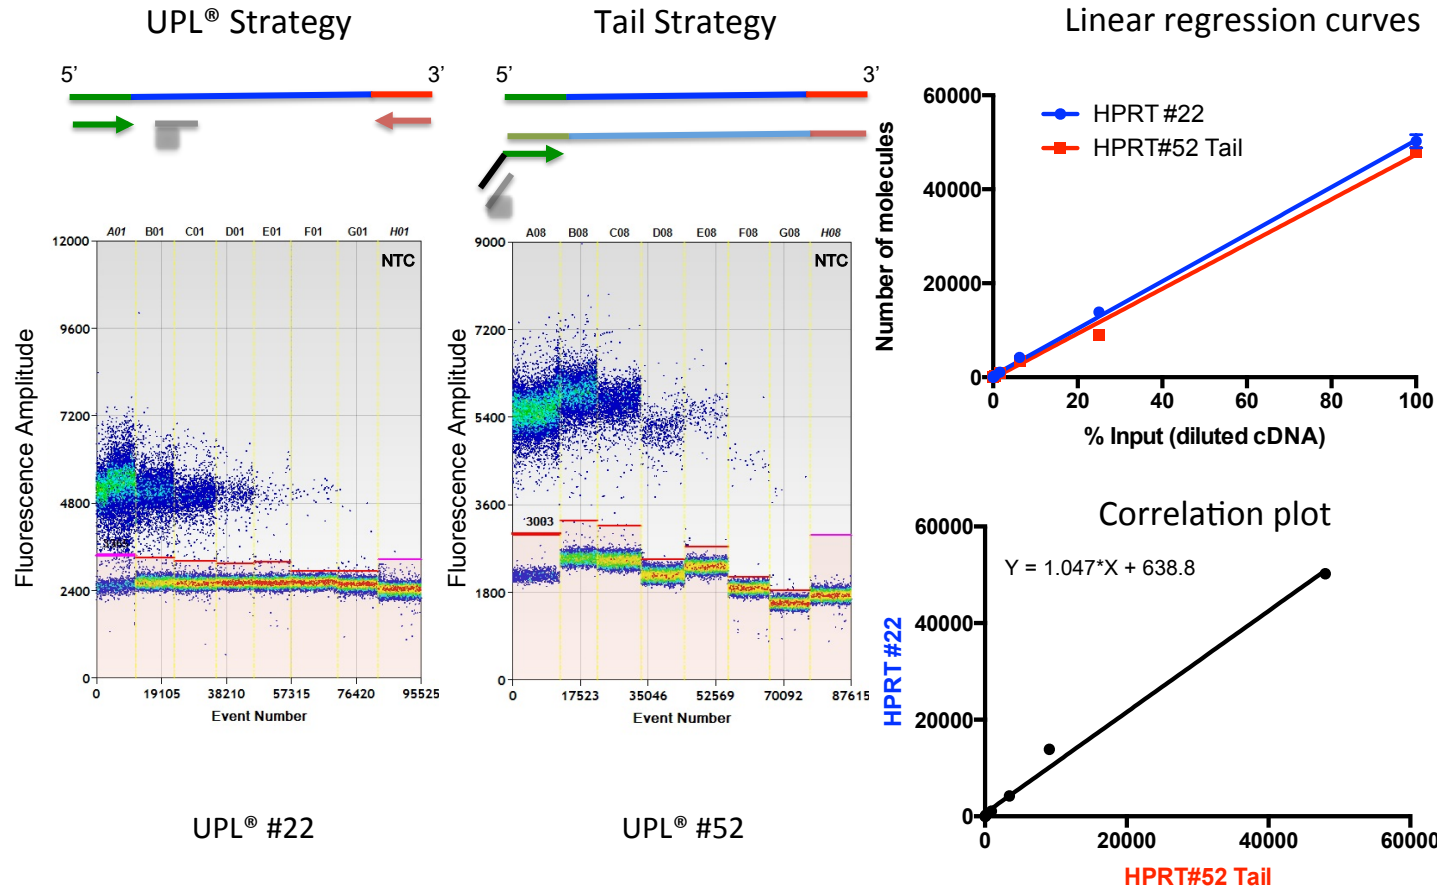 UPL® Strategy
5’ 3’
A01 B01 C01 D01 E01 F01 G01 H01
NTC
12000
9600
7200
4800
2400
0
Fluorescence Amplitude
0 19105 38210 57315 76420 95525
Event Number
UPL® #22
Tail Strategy
5’ 3’
A08 B08 C08 D08 E08 F08 G08 H08
NTC
9000
7200
5400
3600
3003
1800
0
Fluorescence Amplitude
0 17523 35046 52569 70092 87615
Event Number
UPL® #52
Linear regression curves
60000
40000
20000
0
HPRT #22
HPRT#52 Tail
Number of molecules
0 20 40 60 80 100
% Input (diluted cDNA)
Correlation plot
Y = 1.047*X + 638.8
60000
40000
20000
0
HPRT #22
0 20000 40000 60000
HPRT#52 Tail